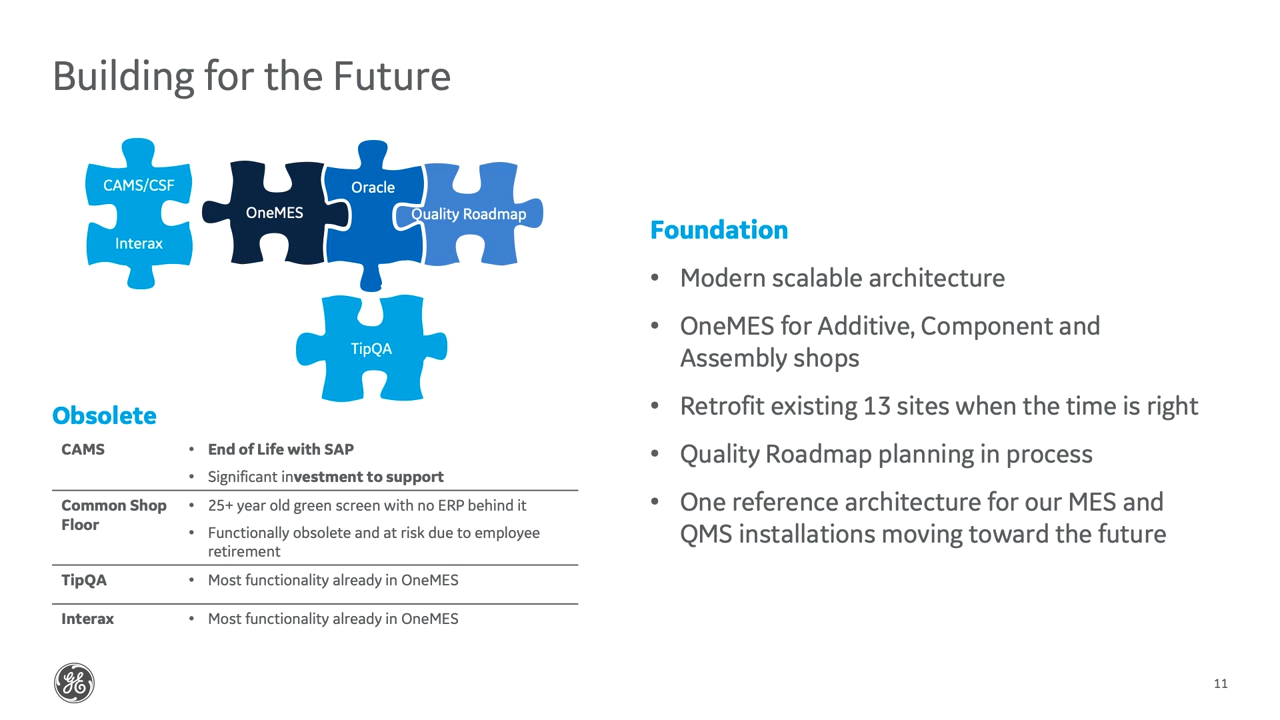 Building for the Future
CAMS/CSF
Interax
OneMES
Oracle
Quality Roadmap
TipQA
Obsolete
CAMS
• End of Life with SAP
• Significant investment to support
Common Shop
Floor
• 25+ year old green screen with no ERP behind it
• Functionally obsolete and at risk due to employee
retirement
TipQA
• Most functionality already in OneMES
Interax
• Most functionality already in OneMES
Foundation
• Modern scalable architecture
• OneMES for Additive, Component and
Assembly shops
• Retrofit existing 13 sites when the time is right
• Quality Roadmap planning in process
• One reference architecture for our MES and
QMS installations moving toward the future
GE
11